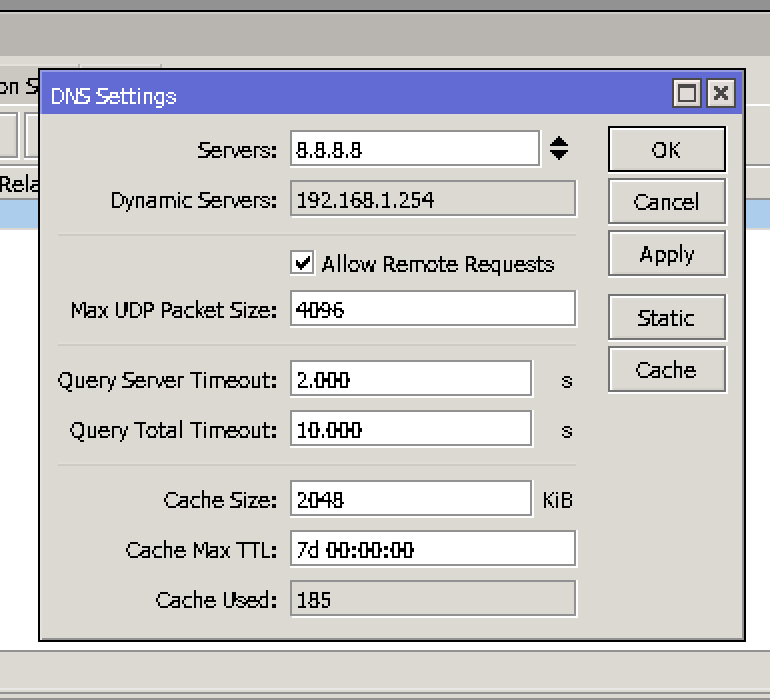 on S
DNS Settings
Servers: 8.8.8.8
OK
Rela
Dynamic Servers: 192.168.1.254
Cancel
Allow Remote Requests
Apply
Max UDP Packet Size: 4096
Static
Query Server Timeout: 2.000 s
Cache
Query Total Timeout: 10.000 s
Cache Size: 2048 KiB
Cache Max TTL: 7d 00:00:00
Cache Used: 185